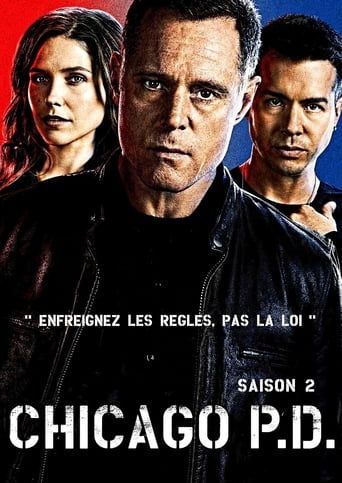 " ENFREIGNEZ LES REGLES, PAS LA LOI "
SAISON 2
CHICAGO P.D.